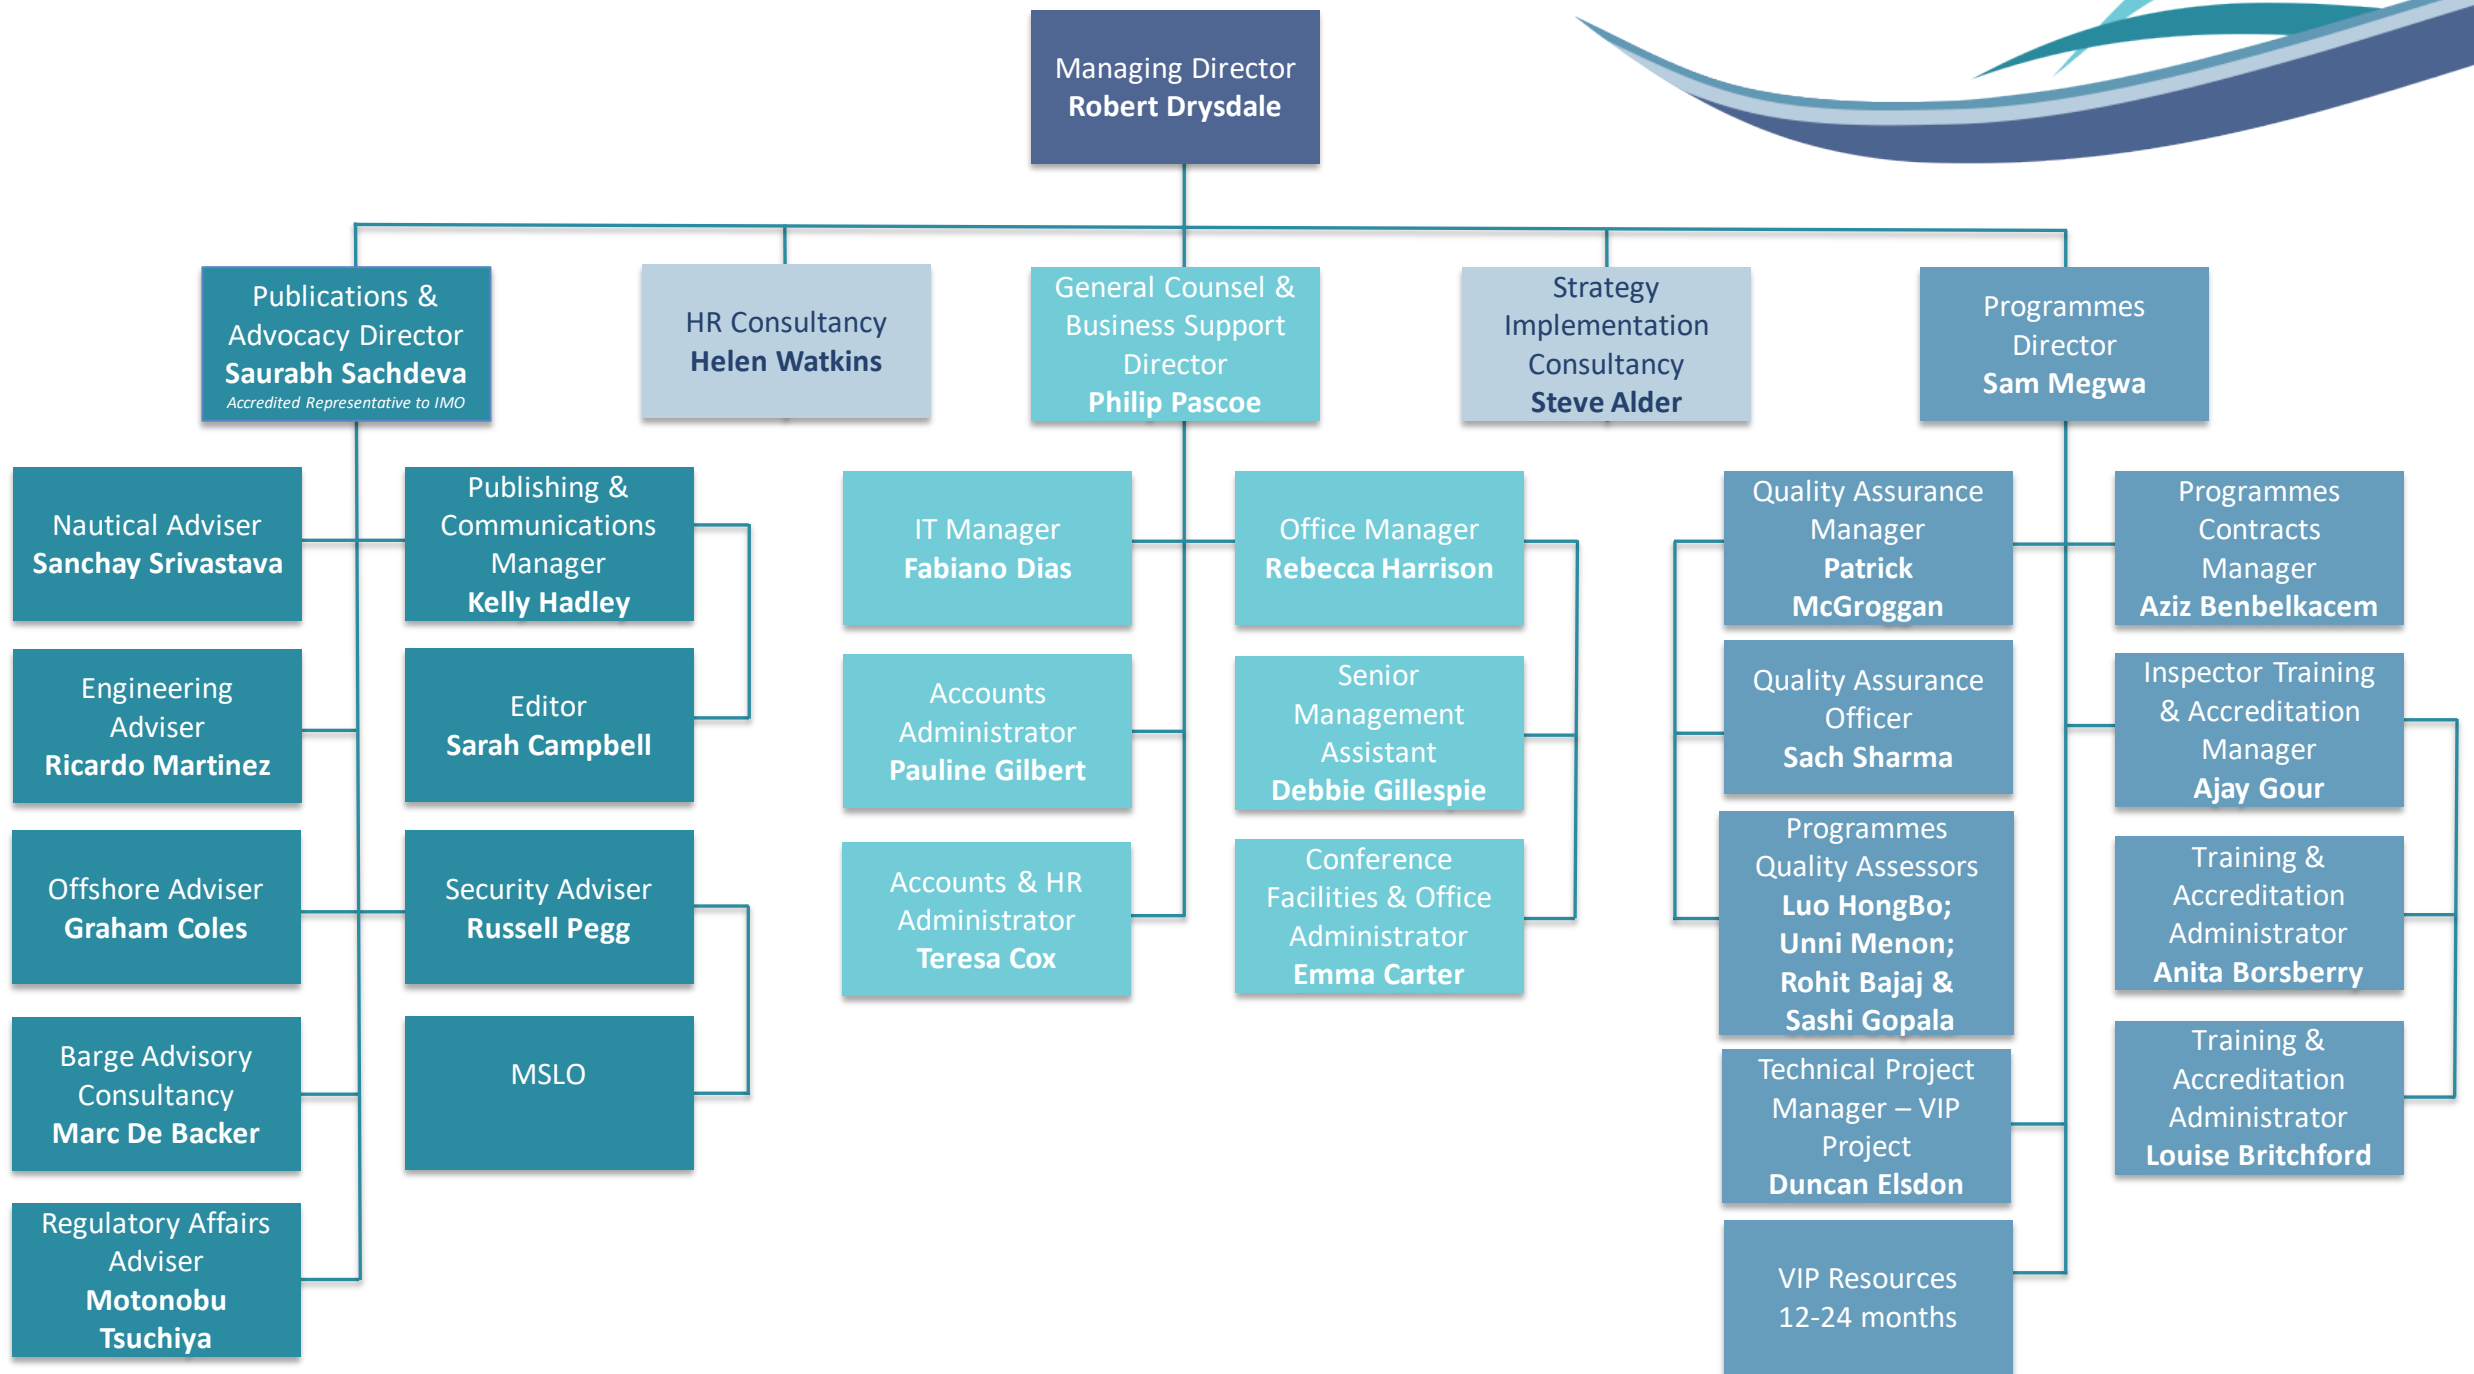 Managing Director
Robert Drysdale
Publications &
Advocacy Director
Saurabh Sachdeva
Accredited Representative to IMO
HR Consultancy
Helen Watkins
General Counsel &
Business Support
Director
Philip Pascoe
Strategy
Implementation
Consultancy
Steve Alder
Programmes
Director
Sam Megwa
Nautical Adviser
Sanchay Srivastava
Publishing &
Communications
Manager
Kelly Hadley
IT Manager
Fabiano Dias
Office Manager
Rebecca Harrison
Quality Assurance
Manager
Patrick
McGroggan
Programmes
Contracts
Manager
Aziz Benbelkacem
Engineering
Adviser
Ricardo Martinez
Editor
Sarah Campbell
Accounts
Administrator
Pauline Gilbert
Senior
Management
Assistant
Debbie Gillespie
Quality Assurance
Officer
Sach Sharma
Inspector Training
& Accreditation
Manager
Ajay Gour
Offshore Adviser
Graham Coles
Security Adviser
Russell Pegg
Accounts & HR
Administrator
Teresa Cox
Conference
Facilities & Office
Administrator
Emma Carter
Programmes
Quality Assessors
Luo HongBo;
Unni Menon;
Rohit Bajaj &
Sashi Gopala
Training &
Accreditation
Administrator
Anita Borsberry
Barge Advisory
Consultancy
Marc De Backer
MSLO
Technical Project
Manager – VIP
Project
Duncan Elsdon
Training &
Accreditation
Administrator
Louise Britchford
Regulatory Affairs
Adviser
Motonobu
Tsuchiya
VIP Resources
12-24 months